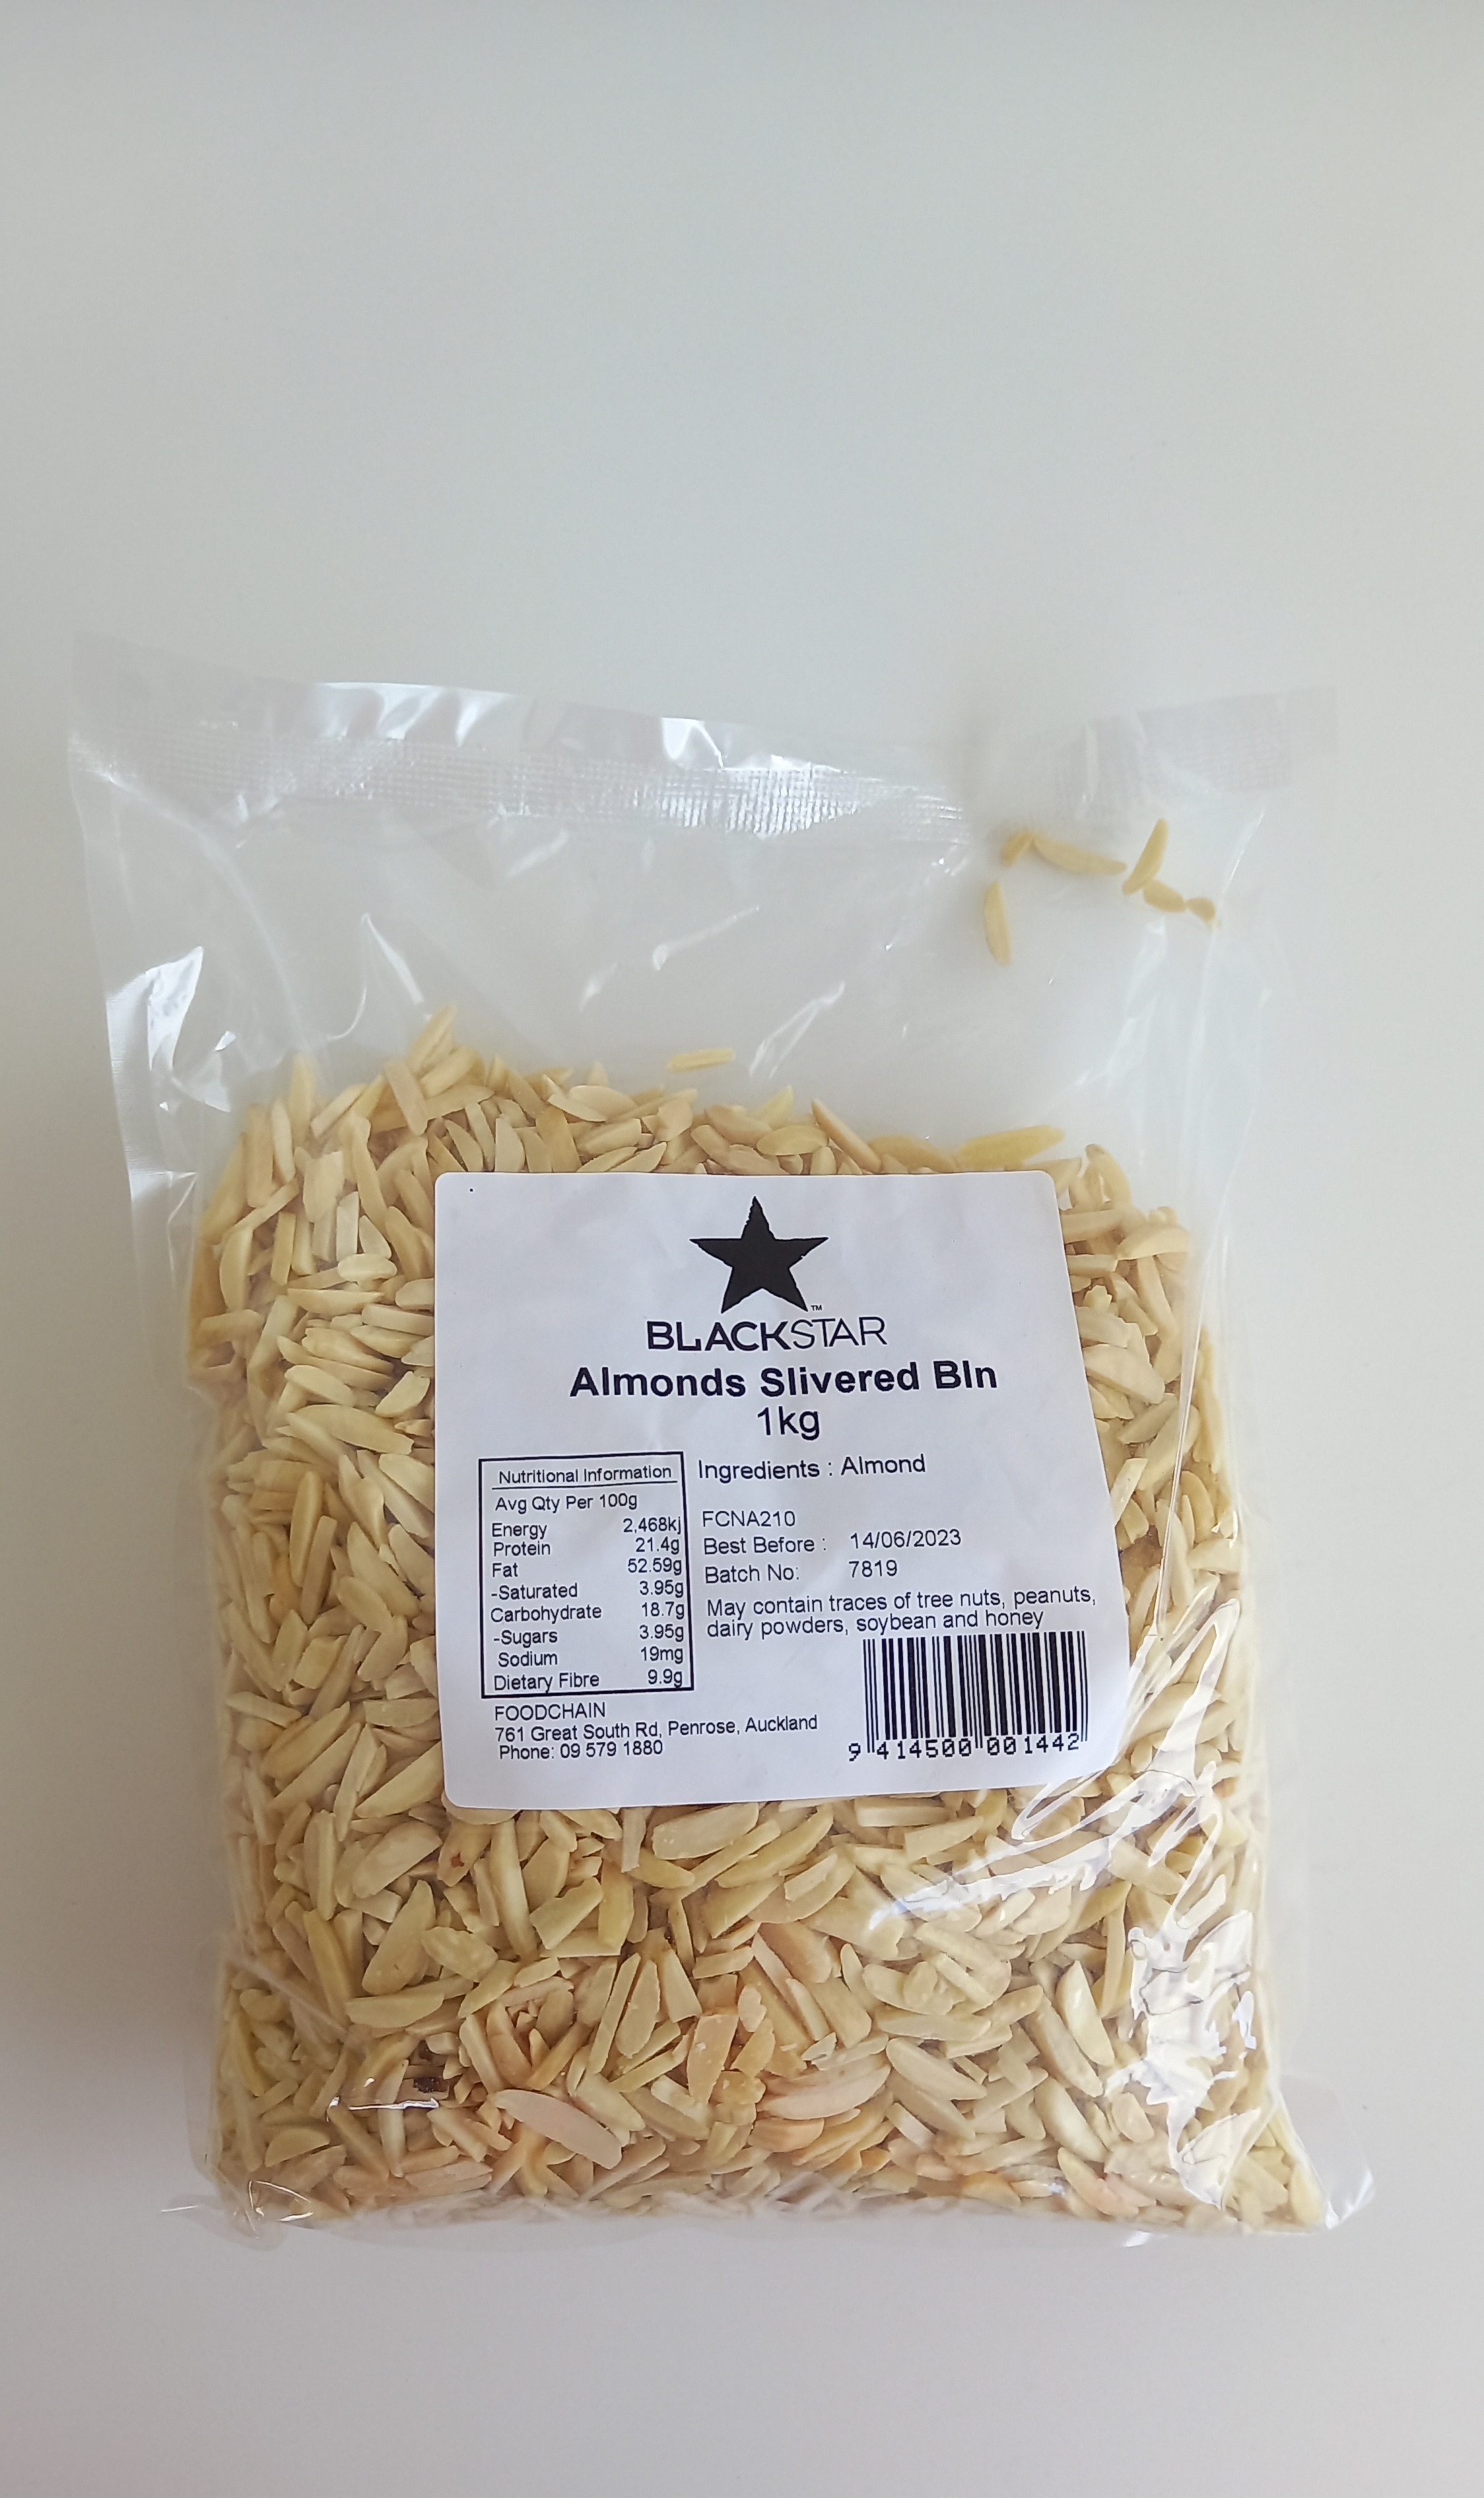 BLACKSTAR™
Almonds Slivered Bln
1kg
Nutritional Information
Avg Qty Per 100g
Energy 2,468kj
Protein 21.4g
Fat 52.59g
-Saturated 3.95g
Carbohydrate 18.7g
-Sugars 3.95g
Sodium 19mg
Dietary Fibre 9.9g
Ingredients : Almond
FCNA210
Best Before : 14/06/2023
Batch No: 7819
May contain traces of tree nuts, peanuts,
dairy powders, soybean and honey
FOODCHAIN
761 Great South Rd, Penrose, Auckland
Phone: 09 579 1880
9 414500 001442